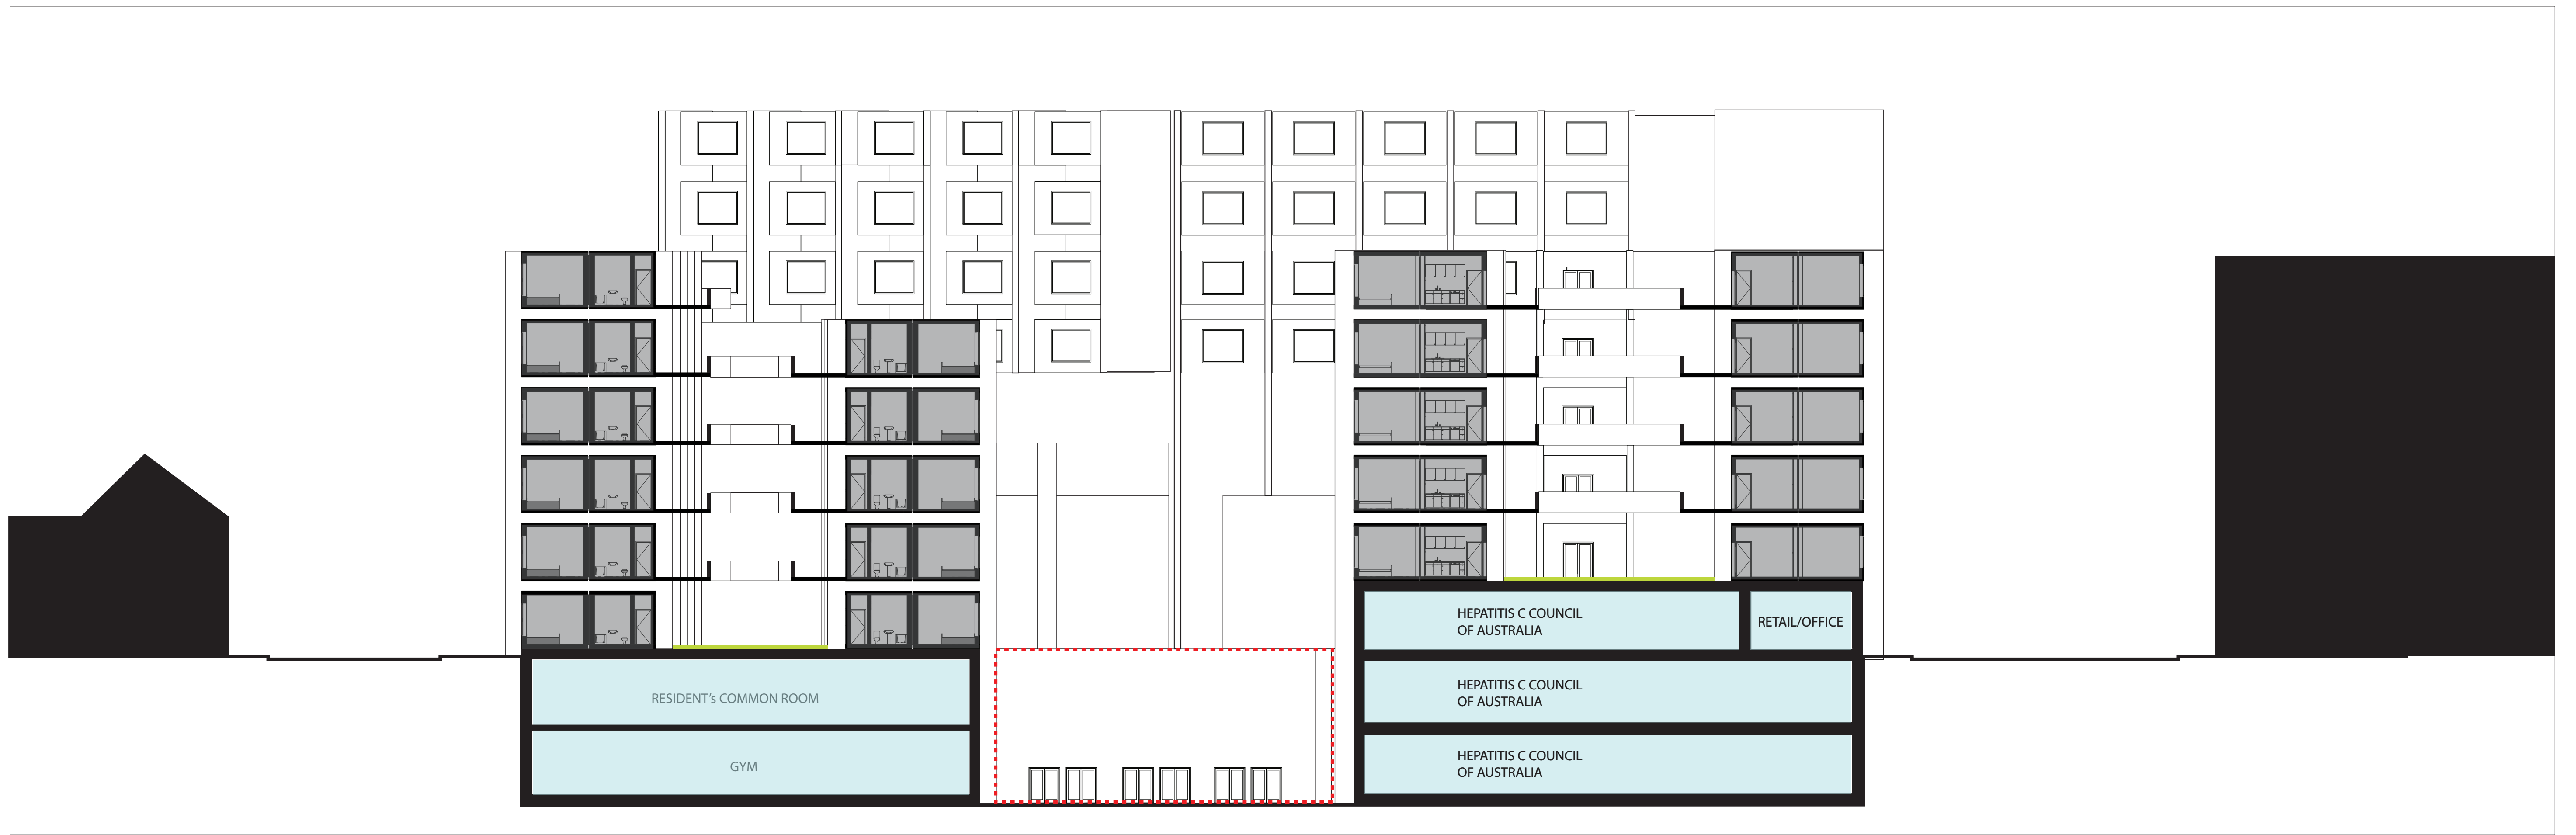 HEPATITIS C COUNCIL
OF AUSTRALIA
RETAIL/OFFICE
RESIDENT's COMMON ROOM
HEPATITIS C COUNCIL
OF AUSTRALIA
GYM
HEPATITIS C COUNCIL
OF AUSTRALIA